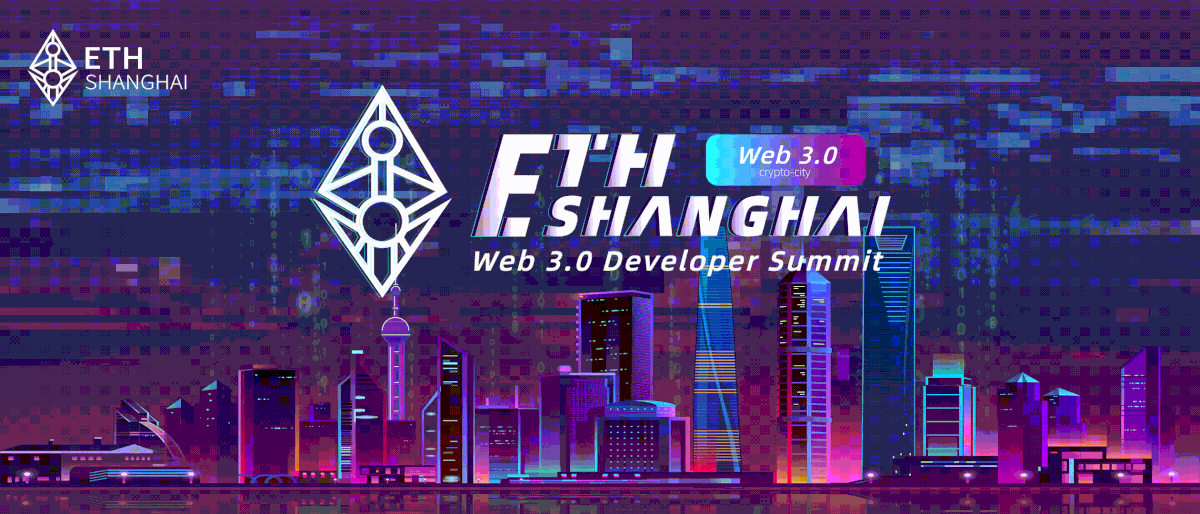 ETH
SHANGHAI
ETH
SHANGHAI
Web 3.0
crypto-city
Web 3.0 Developer Summit